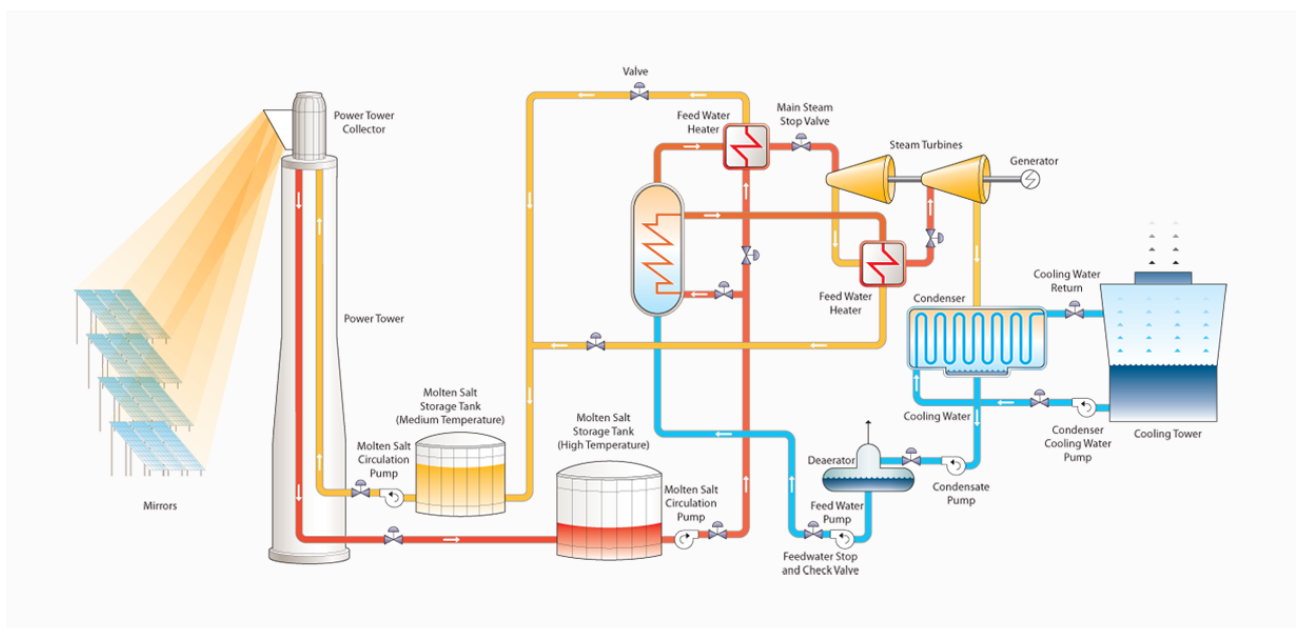 Valve
Power Tower
Collector
Feed Water
Heater
Main Steam
Stop Valve
Steam Turbines
Generator
Power Tower
Feed Water
Heater
Condenser
Cooling Water
Return
Mirrors
Molten Salt
Storage Tank
(Medium Temperature)
Molten Salt
Circulation
Pump
Molten Salt
Storage Tank
(High Temperature)
Molten Salt
Circulation
Pump
Cooling Water
Condenser
Cooling Water
Pump
Cooling Tower
Deaerator
Condensate
Pump
Feed Water
Pump
Feedwater Stop
and Check Valve